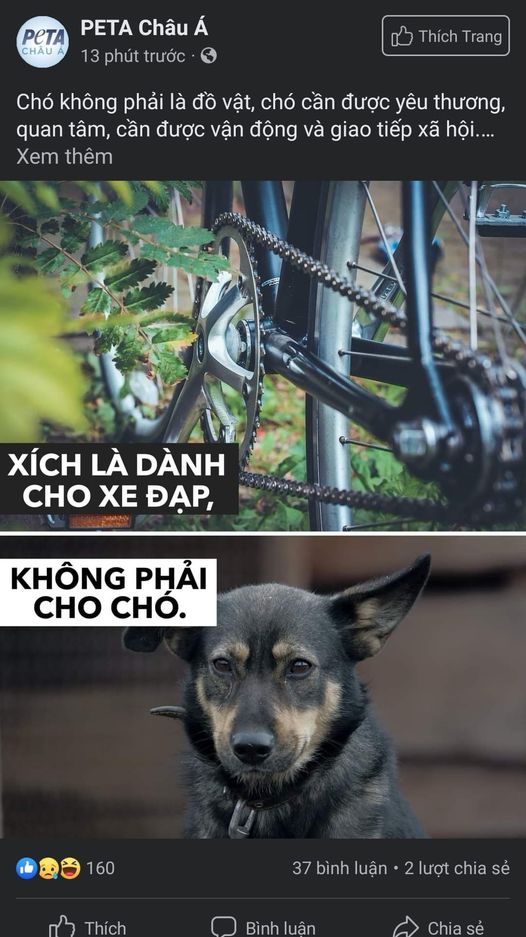 PETA
CHÂU Á
PETA Châu Á
13 phút trước ·
Thích Trang
Chó không phải là đồ vật, chó cần được yêu thương,
quan tâm, cần được vận động và giao tiếp xã hội....
Xem thêm
XÍCH LÀ DÀNH
CHO XE ĐẠP,
KHÔNG PHẢI
CHO CHÓ.
160
37 bình luận • 2 lượt chia sẻ
Thích
Bình luận
Chia sẻ